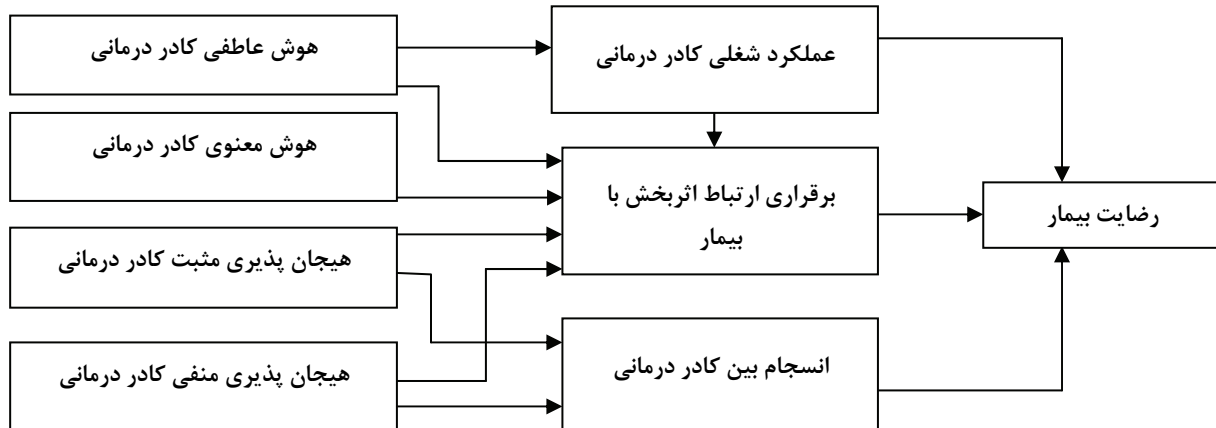 هوش عاطفی کادر درمانی
عملکرد شغلی کادر درمانی
هوش معنوی کادر درمانی
برقراری ارتباط اثربخش با
بیمار
رضایت بیمار
هیجان پذیری مثبت کادر درمانی
هیجان پذیری منفی کادر درمانی
انسجام بین کادر درمانی